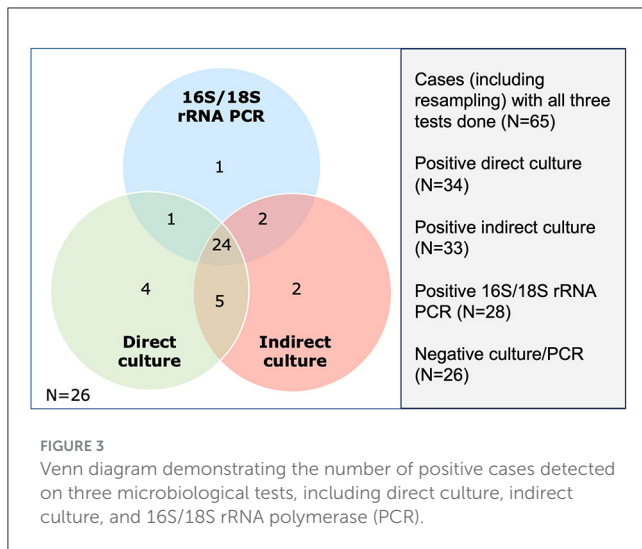 16S/18S
rRNA PCR
1
1
2
24
4
5
2
Direct
culture
Indirect
culture
N=26
Cases (including
resampling) with all three
tests done (N=65)
Positive direct culture
(N=34)
Positive indirect culture
(N=33)
Positive 16S/18S rRNA
PCR (N=28)
Negative culture/PCR
(N=26)
FIGURE 3
Venn diagram demonstrating the number of positive cases detected
on three microbiological tests, including direct culture, indirect
culture, and 16S/18S rRNA polymerase (PCR).